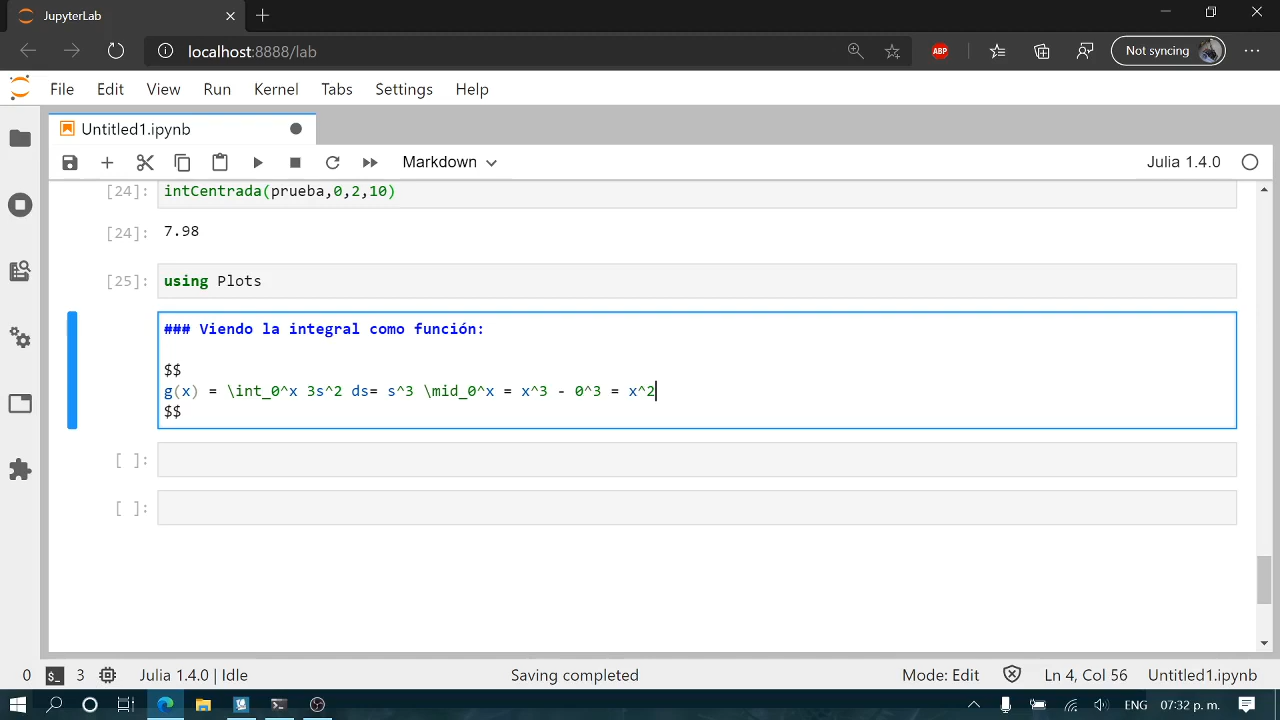 JupyterLab
localhost:8888/lab
ABP
Not syncing
File Edit View Run Kernel Tabs Settings Help
Untitled1.ipynb
Markdown
Julia 1.4.0
[24]: intCentrada(prueba,0,2,10)
[24]: 7.98
[25]: using Plots
### Viendo la integral como función:
$$
g(x) = \int_0^x 3s^2 ds= s^3 \mid_0^x = x^3 - 0^3 = x^2
$$
[ ]:
[ ]:
0 $_ 3 Julia 1.4.0 | Idle Saving completed Mode: Edit Ln 4, Col 56 Untitled1.ipynb
ENG 07:32 p. m.